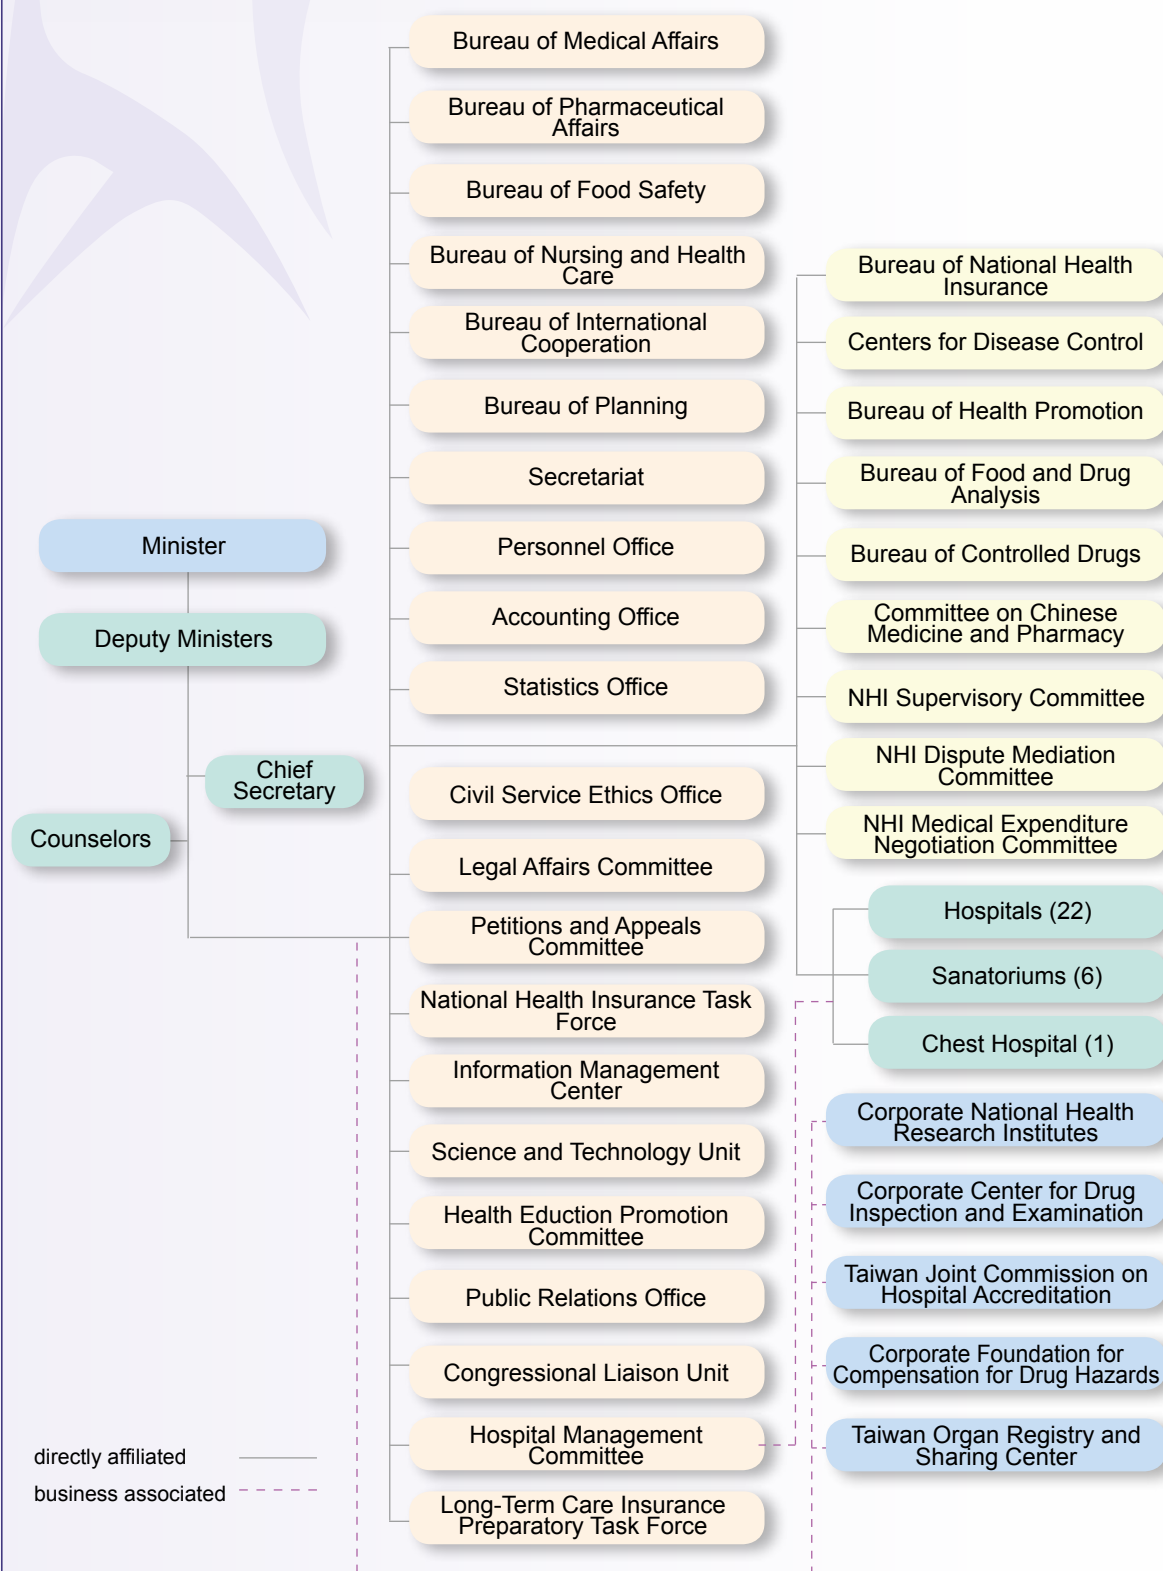 Minister
Deputy Ministers
Chief
Secretary
Counselors
Bureau of Medical Affairs
Bureau of Pharmaceutical
Affairs
Bureau of Food Safety
Bureau of Nursing and Health
Care
Bureau of International
Cooperation
Bureau of Planning
Secretariat
Personnel Office
Accounting Office
Statistics Office
Civil Service Ethics Office
Legal Affairs Committee
Petitions and Appeals
Committee
National Health Insurance Task
Force
Information Management
Center
Science and Technology Unit
Health Eduction Promotion
Committee
Public Relations Office
Congressional Liaison Unit
Hospital Management
Committee
Long-Term Care Insurance
Preparatory Task Force
Bureau of National Health
Insurance
Centers for Disease Control
Bureau of Health Promotion
Bureau of Food and Drug
Analysis
Bureau of Controlled Drugs
Committee on Chinese
Medicine and Pharmacy
NHI Supervisory Committee
NHI Dispute Mediation
Committee
NHI Medical Expenditure
Negotiation Committee
Hospitals (22)
Sanatoriums (6)
Chest Hospital (1)
Corporate National Health
Research Institutes
Corporate Center for Drug
Inspection and Examination
Taiwan Joint Commission on
Hospital Accreditation
Corporate Foundation for
Compensation for Drug Hazards
Taiwan Organ Registry and
Sharing Center
directly affiliated
business associated